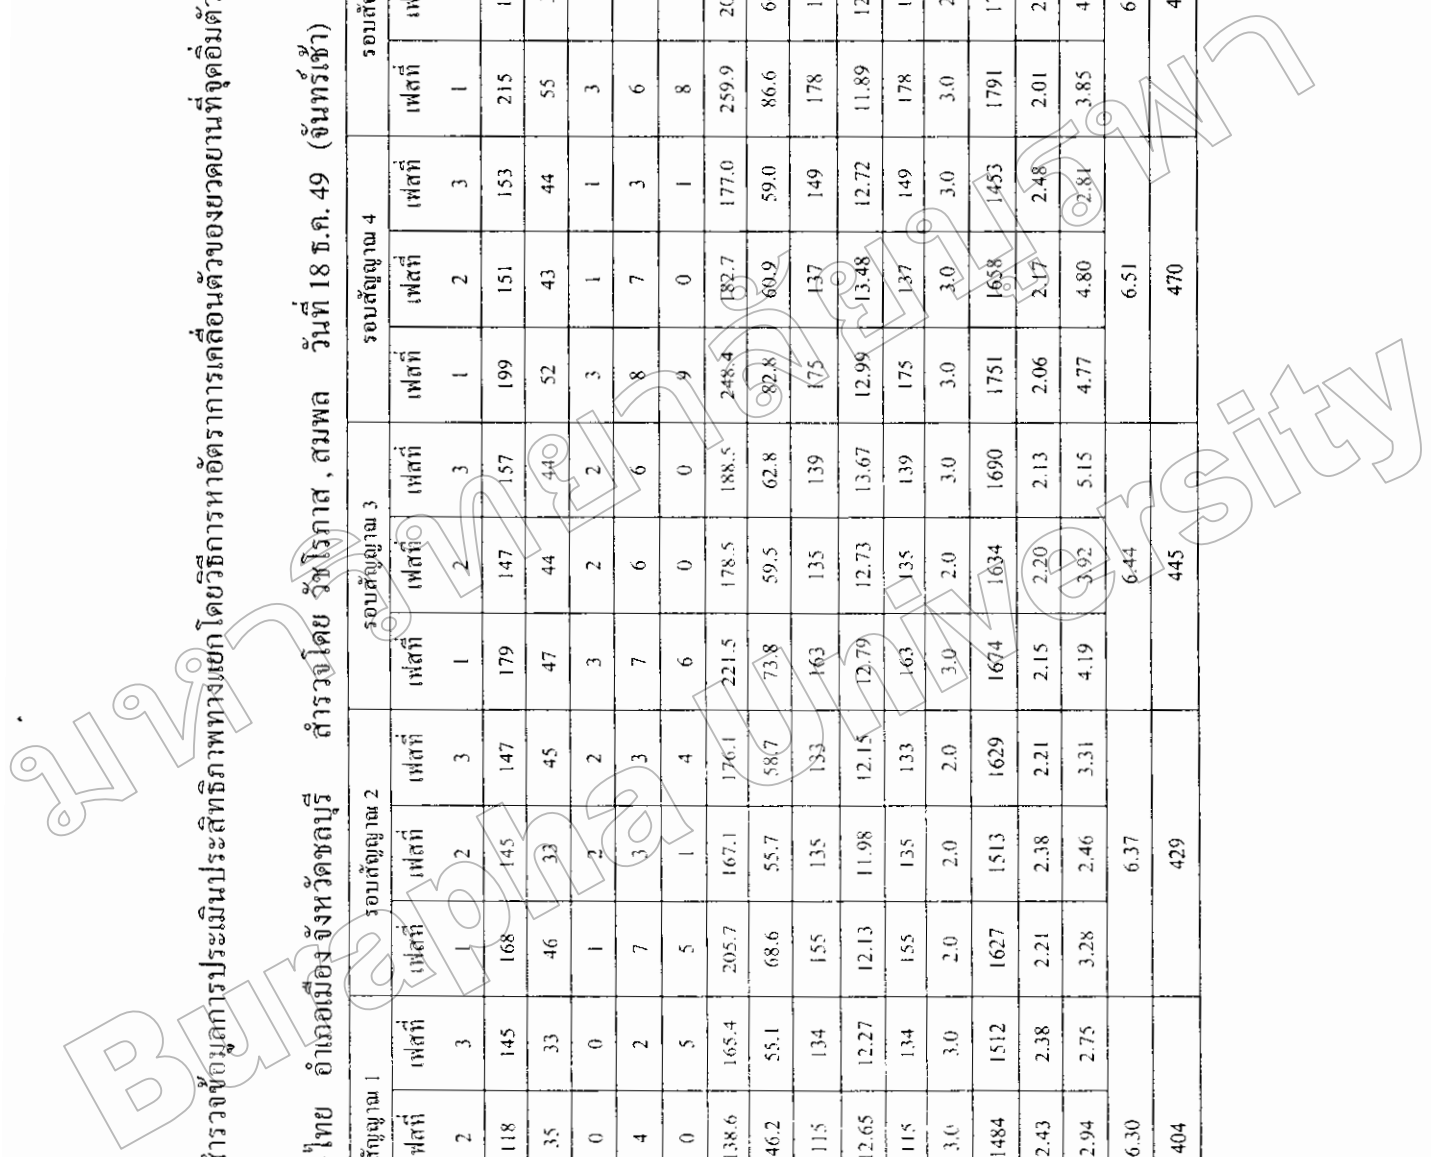 สำรวจข้อมูลการประเมินประสิทธิภาพทางแยกโดยวิธีการหาอัตราการเคลื่อนตัวของยวดยานที่จุดอิ่มตัว
ไทย อำเภอเมือง จังหวัดชลบุรี สำรวจโดย วัชโรภาส , สมพล วันที่ 18 ธ.ค. 49 (จันทร์เช้า)
สัญญาณ 1 รอบสัญญาณ 2 รอบสัญญาณ 3 รอบสัญญาณ 4
เฟสที่ เฟสที่ เฟสที่ เฟสที่ เฟสที่ เฟสที่ เฟสที่ เฟสที่ เฟสที่ เฟสที่ เฟสที่ เฟสที่
2 3 1 2 3 1 2 3 1 2 3 1
118 145 168 145 147 179 147 157 199 151 153 215
35 33 46 33 45 47 44 44 52 43 44 55
0 0 1 2 2 3 2 2 3 1 1 3
4 2 7 3 3 7 6 6 8 7 3 6
0 5 5 1 4 6 0 0 9 0 1 8
138.6 165.4 205.7 167.1 176.1 221.5 178.5 188.5 248.4 182.7 177.0 259.9
46.2 55.1 68.6 55.7 58.7 73.8 59.5 62.8 82.8 60.9 59.0 86.6
115 134 155 135 133 163 135 139 175 137 149 178
12.65 12.27 12.13 11.98 12.15 12.79 12.73 13.67 12.99 13.48 12.72 11.89
115 134 155 135 133 163 135 139 175 137 149 178
3.0 3.0 2.0 2.0 2.0 3.0 2.0 3.0 3.0 3.0 3.0 3.0
1484 1512 1627 1513 1629 1674 1634 1690 1751 1658 1453 1791
2.43 2.38 2.21 2.38 2.21 2.15 2.20 2.13 2.06 2.17 2.48 2.01
2.94 2.75 3.28 2.46 3.31 4.19 3.92 5.15 4.77 4.80 2.81 3.85
6.30 6.37 6.44 6.51
404 429 445 470
มหาวิทยาลัยบูรพา
Burapha University